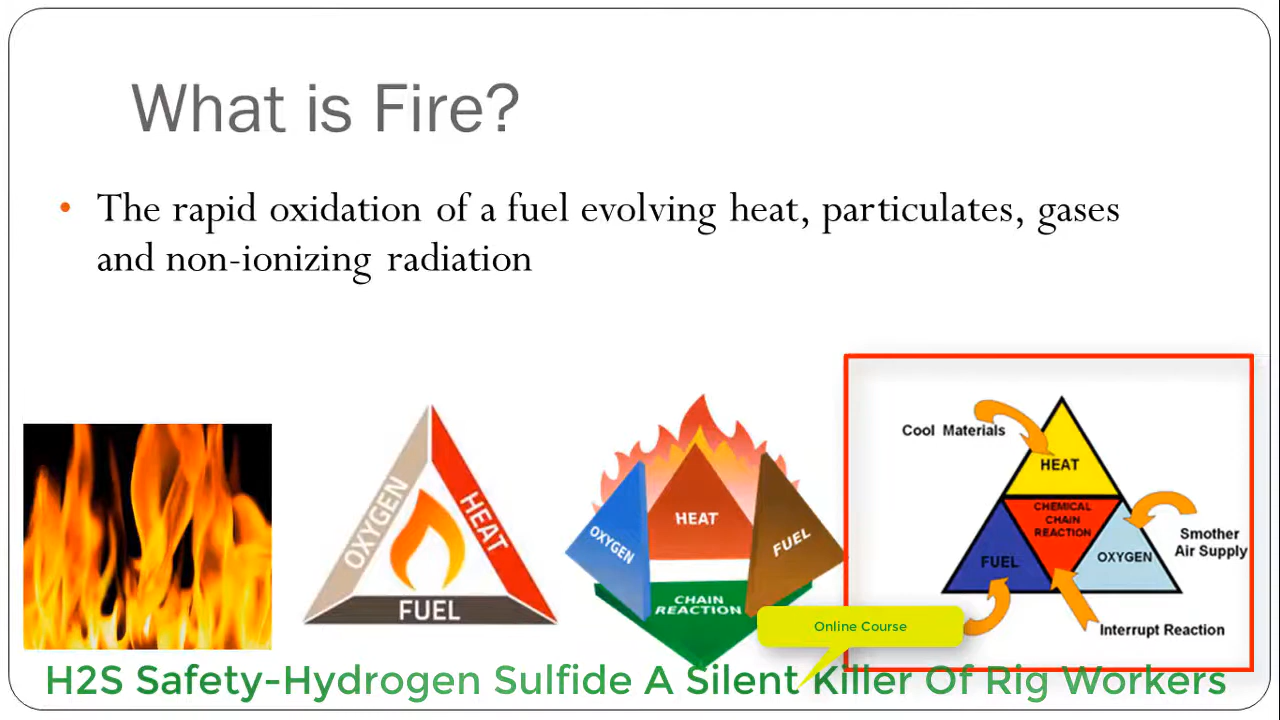 What is Fire?
• The rapid oxidation of a fuel evolving heat, particulates, gases
and non-ionizing radiation
OXYGEN
HEAT
FUEL
OXYGEN
HEAT
FUEL
CHAIN
REACTION
Cool Materials
HEAT
CHEMICAL
CHAIN
REACTION
FUEL
OXYGEN
Smother
Air Supply
Interrupt Reaction
Online Course
H2S Safety-Hydrogen Sulfide A Silent Killer Of Rig Workers